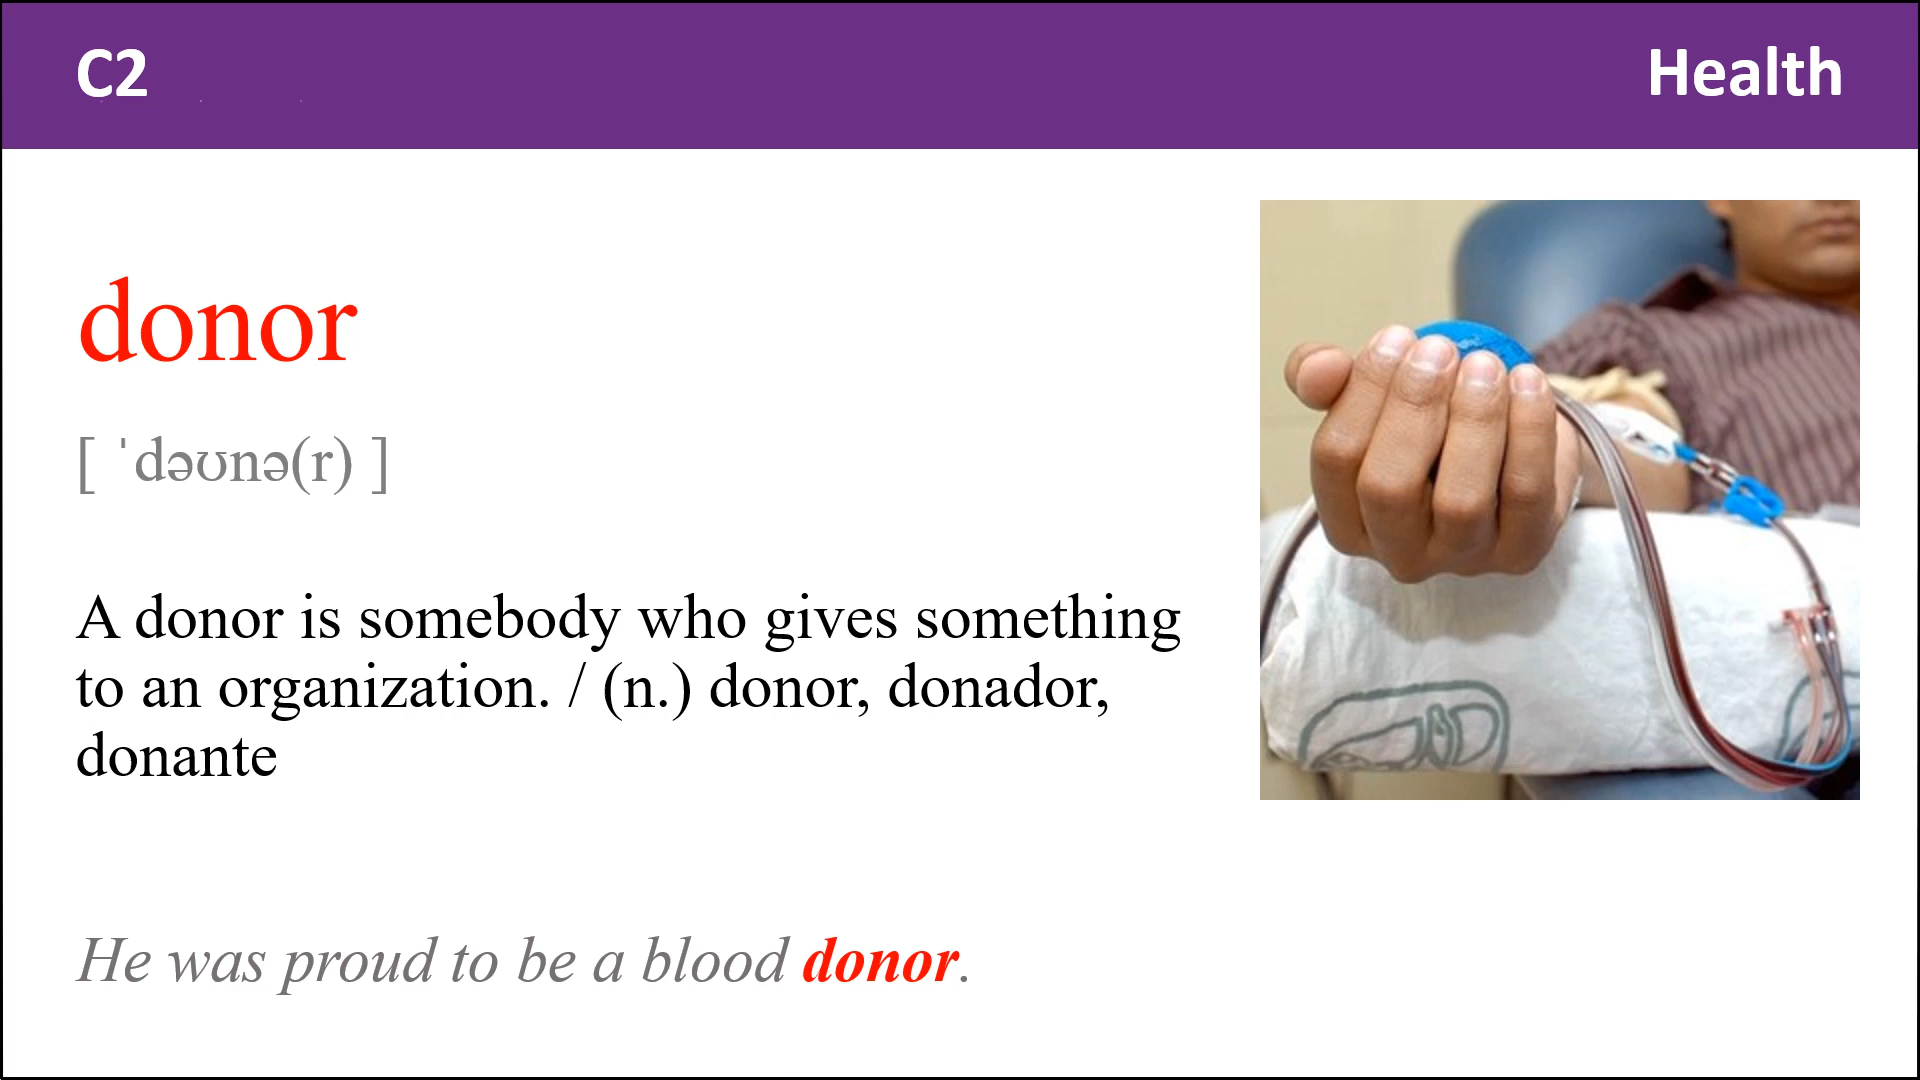 C2
Health
donor
[ ˈdəʊnə(r) ]
A donor is somebody who gives something
to an organization. / (n.) donor, donador,
donante
He was proud to be a blood donor.